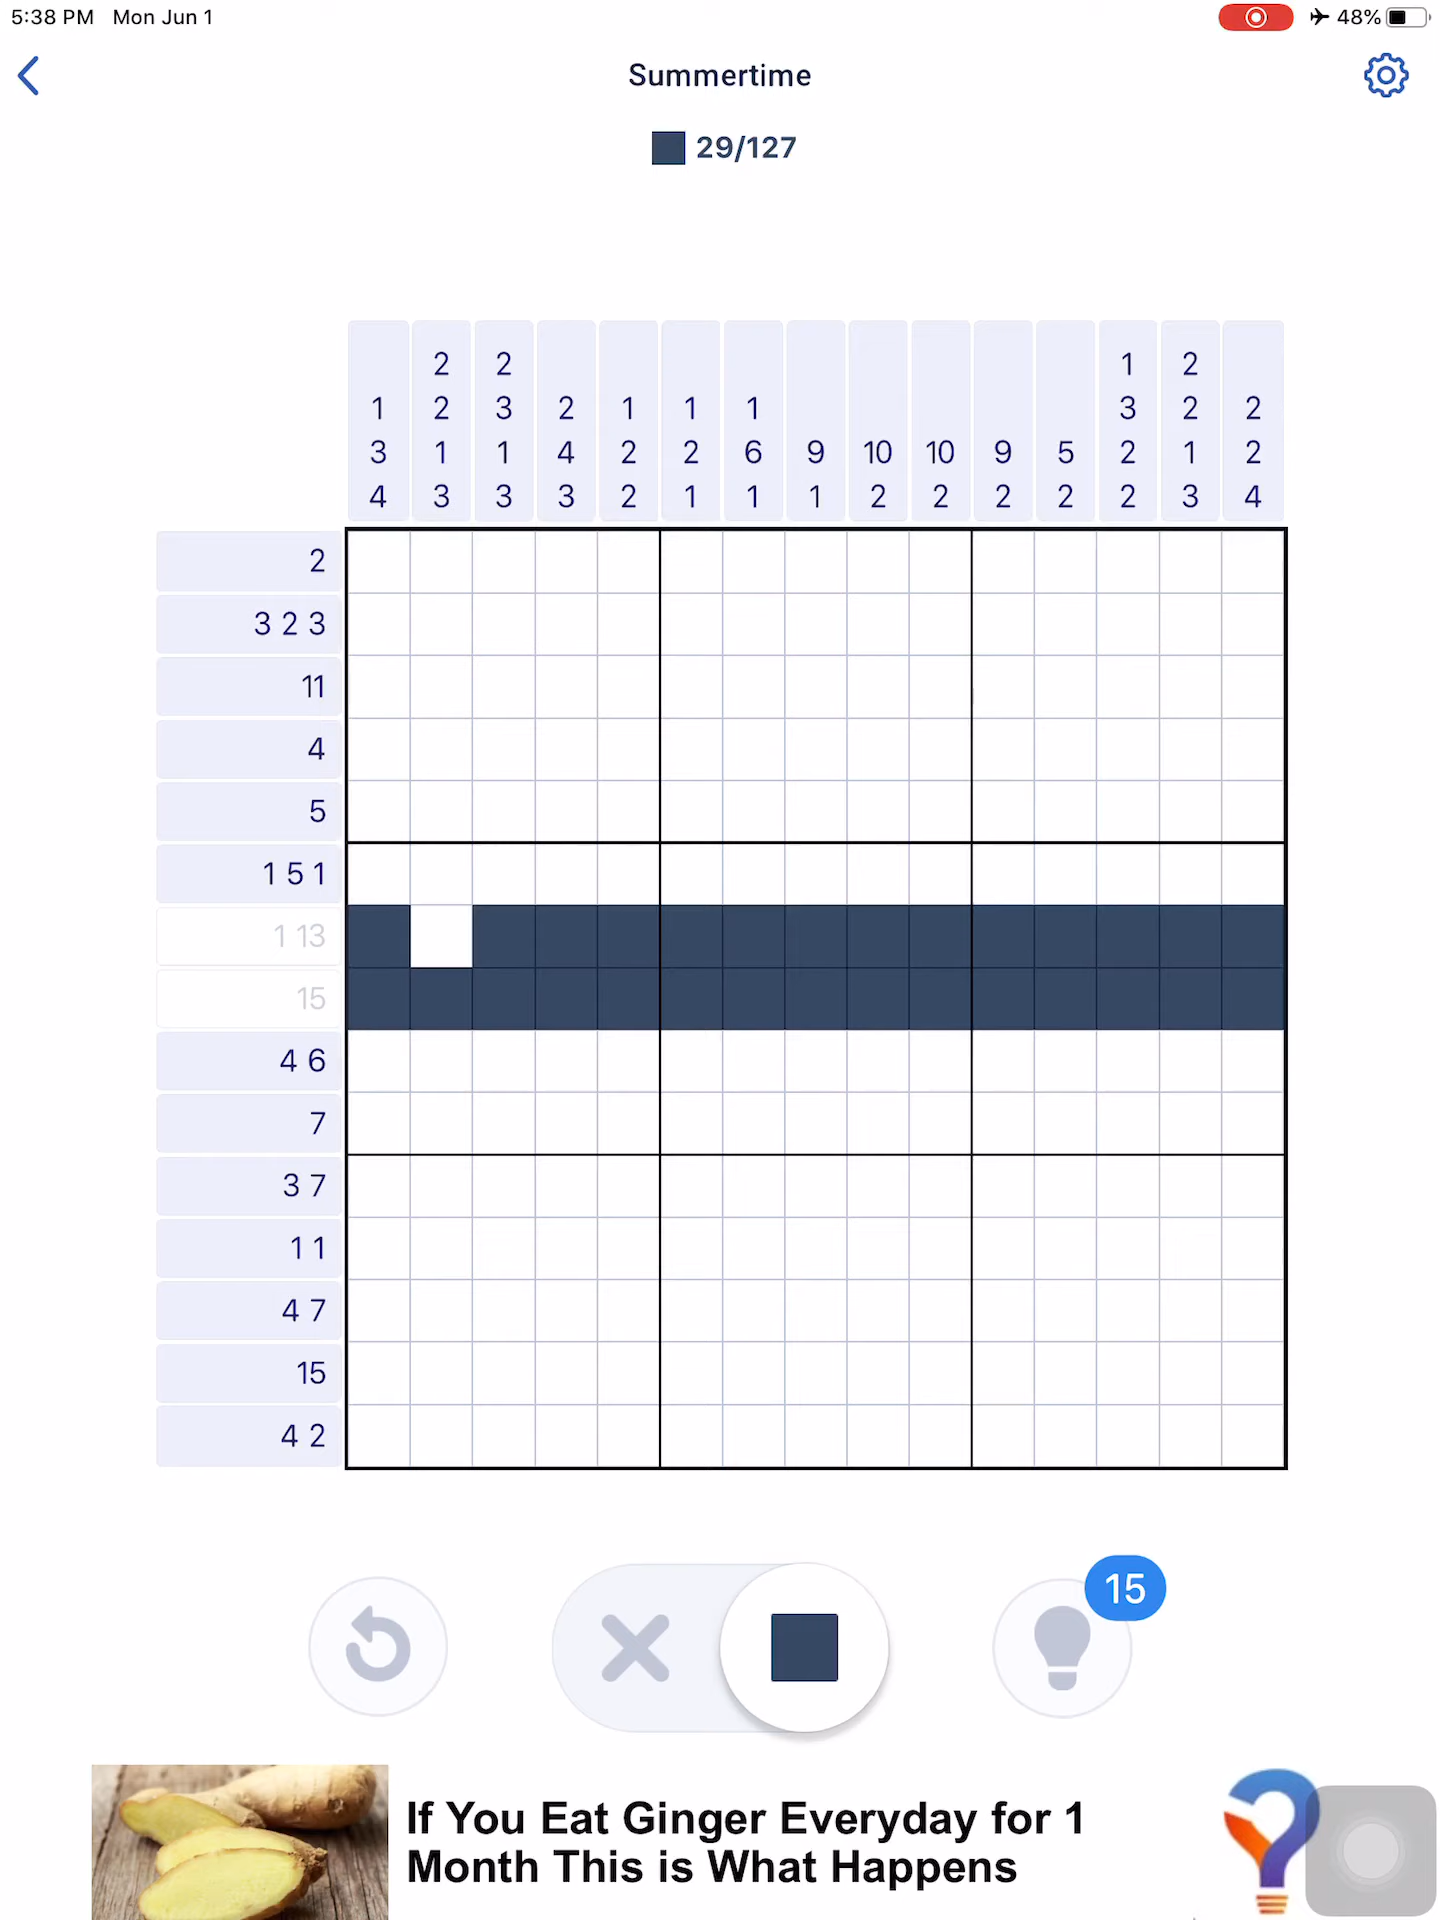 5:38 PM Mon Jun 1 48%
Summertime
29/127
2 2 1 2 2
1 2 3 2 1 1 1 3 2 2
3 1 1 4 2 2 6 9 10 10 9 5 2 1 2
4 3 3 3 2 1 1 1 2 2 2 2 2 3 4
2
3 2 3
11
4
5
1 5 1
1 13
15
4 6
7
3 7
1 1
4 7
15
4 2
15
If You Eat Ginger Everyday for 1
Month This is What Happens